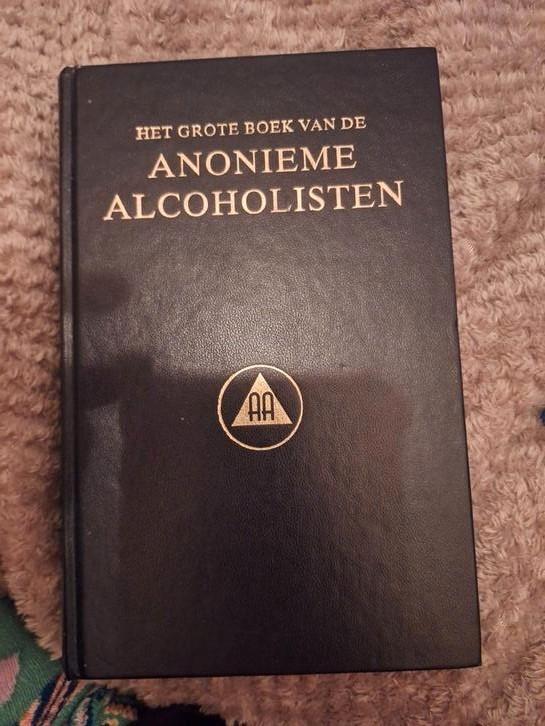 HET GROTE BOEK VAN DE
ANONIEME
ALCOHOLISTEN
AA